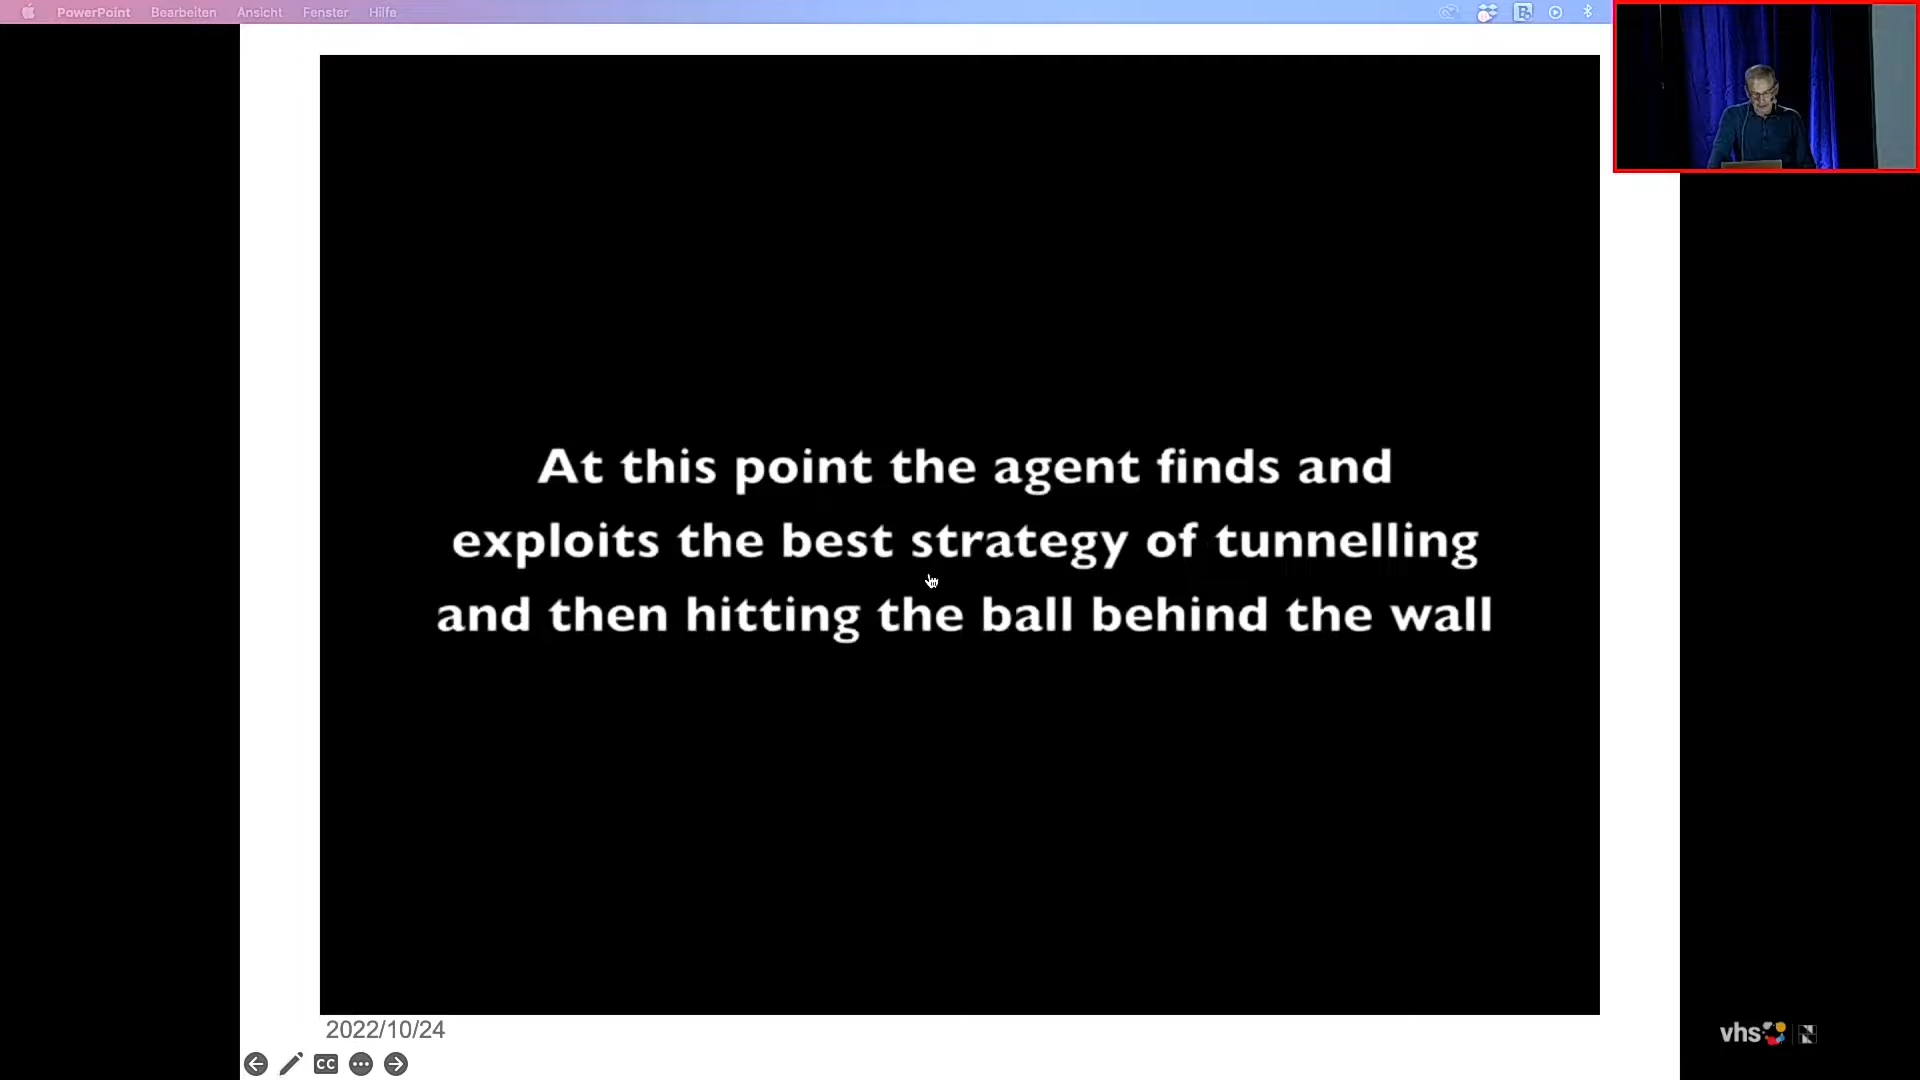 PowerPoint Bearbeiten Ansicht Fenster Hilfe
At this point the agent finds and
exploits the best strategy of tunnelling
and then hitting the ball behind the wall
2022/10/24
CC
vhs